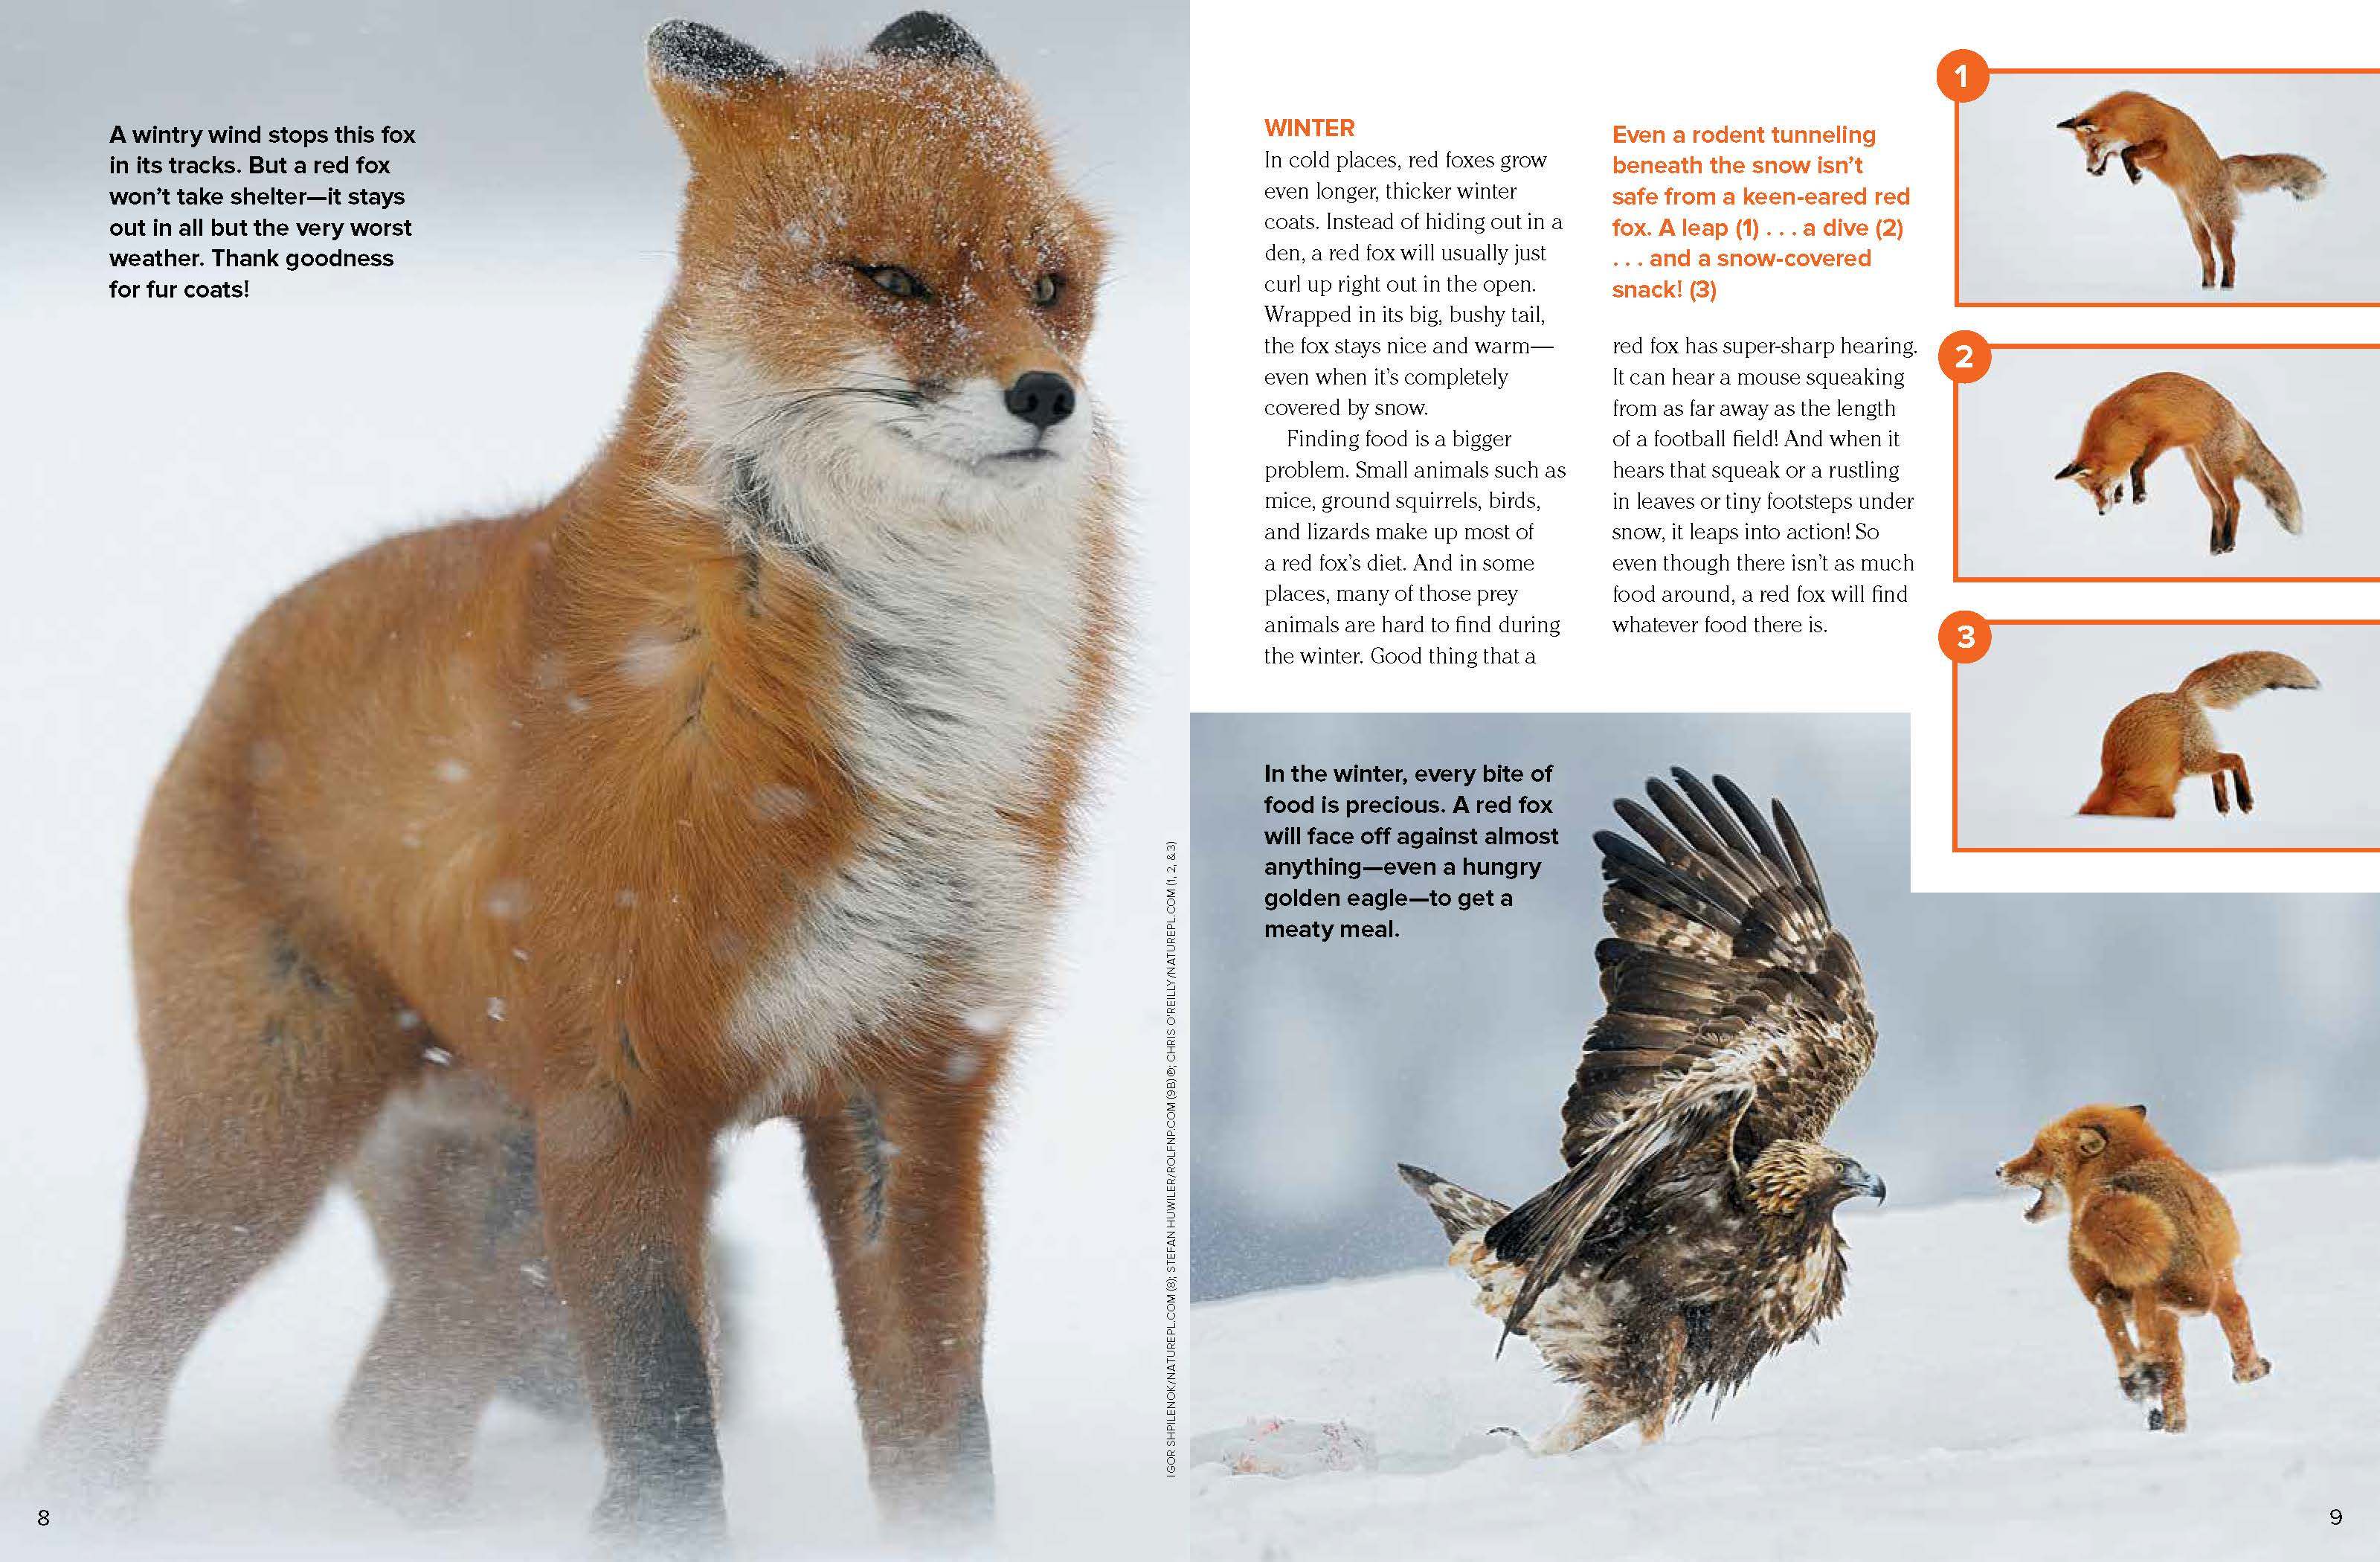 A wintry wind stops this fox
in its tracks. But a red fox
won't take shelter—it stays
out in all but the very worst
weather. Thank goodness
for fur coats!
IGOR SHPILENOK/NATUREPL.COM (8); STEFAN HUWILER/ROLFNP.COM (9B)®; CHRIS O'REILLY/NATUREPL.COM (1, 2, &3)
8
WINTER
In cold places, red foxes grow
even longer, thicker winter
coats. Instead of hiding out in a
den, a red fox will usually just
curl up right out in the open.
Wrapped in its big, bushy tail,
the fox stays nice and warm—
even when it's completely
covered by snow.
Finding food is a bigger
problem. Small animals such as
mice, ground squirrels, birds,
and lizards make up most of
a red fox's diet. And in some
places, many of those prey
animals are hard to find during
the winter. Good thing that a
red fox has super-sharp hearing.
It can hear a mouse squeaking
from as far away as the length
of a football field! And when it
hears that squeak or a rustling
in leaves or tiny footsteps under
snow, it leaps into action! So
even though there isn't as much
food around, a red fox will find
whatever food there is.
Even a rodent tunneling
beneath the snow isn't
safe from a keen-eared red
fox. A leap (1) . . . a dive (2)
. . . and a snow-covered
snack! (3)
1
2
3
In the winter, every bite of
food is precious. A red fox
will face off against almost
anything—even a hungry
golden eagle—to get a
meaty meal.
9